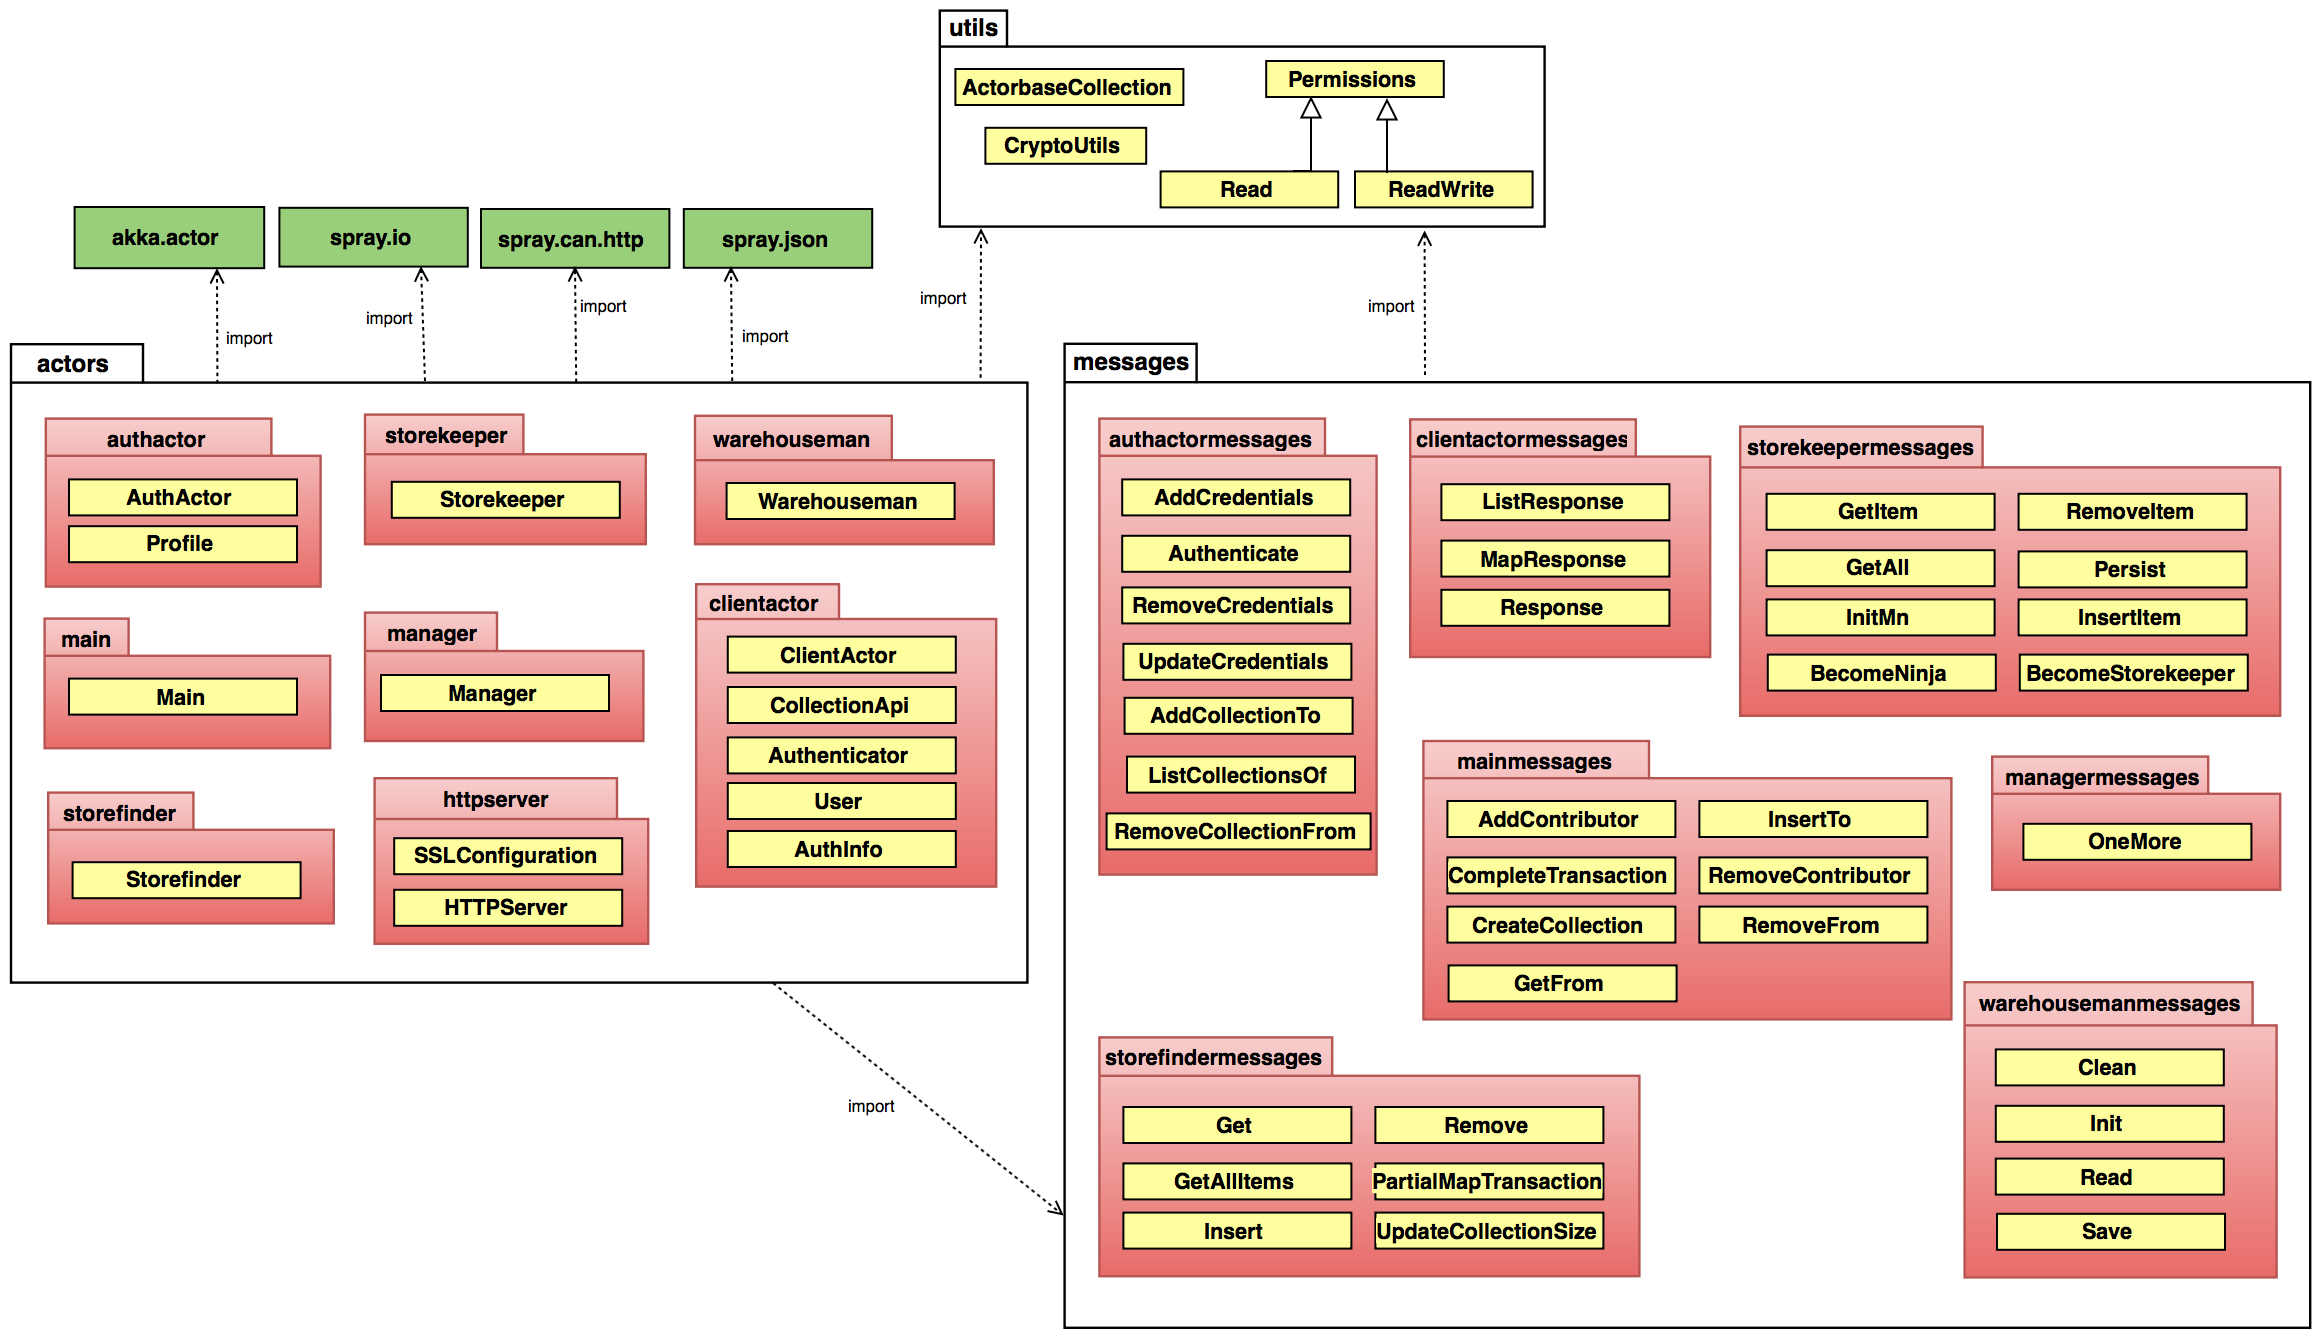 utils
ActorbaseCollection
Permissions
CryptoUtils
Read
ReadWrite
akka.actor
spray.io
spray.can.http
spray.json
import
import
import
import
import
import
actors
authactor
AuthActor
Profile
storekeeper
Storekeeper
warehouseman
Warehouseman
main
Main
manager
Manager
clientactor
ClientActor
CollectionApi
Authenticator
User
AuthInfo
storefinder
Storefinder
httpserver
SSLConfiguration
HTTPServer
import
messages
authactormessages
AddCredentials
Authenticate
RemoveCredentials
UpdateCredentials
AddCollectionTo
ListCollectionsOf
RemoveCollectionFrom
clientactormessages
ListResponse
MapResponse
Response
storekeepermessages
GetItem
RemoveItem
GetAll
Persist
InitMn
InsertItem
BecomeNinja
BecomeStorekeeper
mainmessages
AddContributor
InsertTo
CompleteTransaction
RemoveContributor
CreateCollection
RemoveFrom
GetFrom
managermessages
OneMore
storefindermessages
Get
Remove
GetAllItems
PartialMapTransaction
Insert
UpdateCollectionSize
warehousemanmessages
Clean
Init
Read
Save